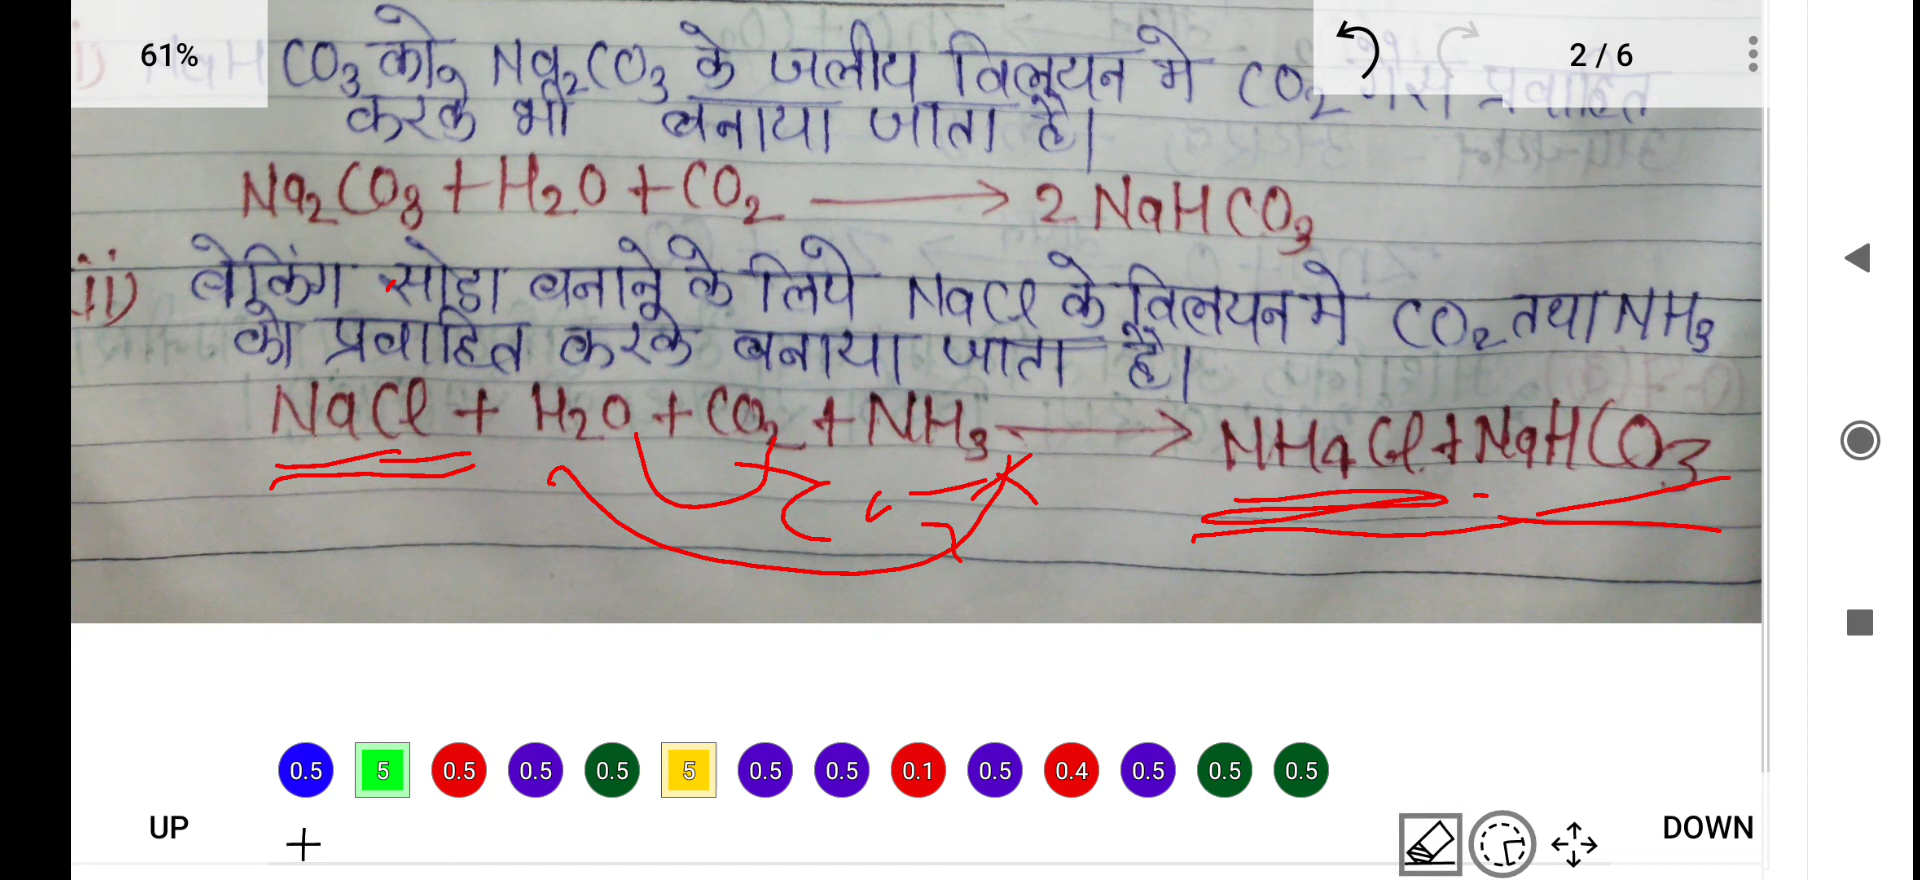 61%
2 / 6
CO3 को Na2CO3 के जलीय विलयन मे CO2 गैस प्रवाहित
करके भी बनाया जाता है।
Na2CO3 + H2O + CO2 ⟶ 2 NaHCO3
ii) बेकिंग सोडा बनाने के लिये NaCl के विलयन मे CO2 तथा NH3
को प्रवाहित करके बनाया जाता है।
NaCl + H2O + CO2 + NH3 ⟶ NH4Cl + NaHCO3
0.5 5 0.5 0.5 0.5 5 0.5 0.5 0.1 0.5 0.4 0.5 0.5 0.5
UP
DOWN